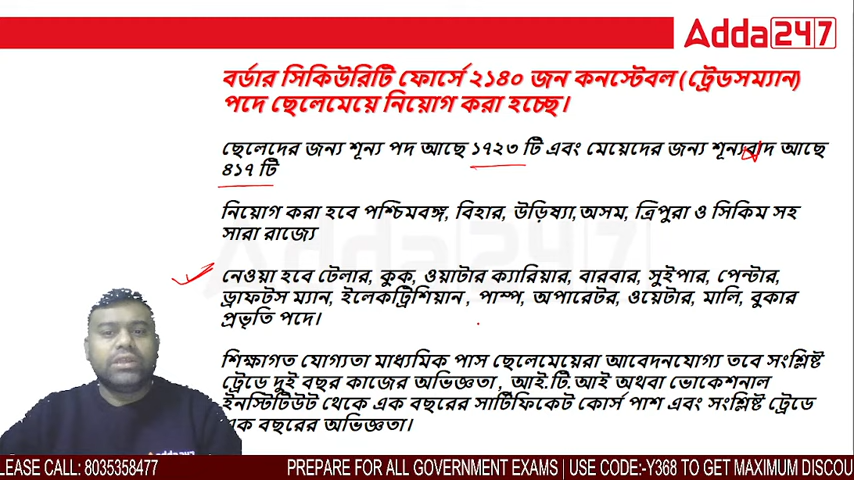 Adda247
বর্ডার সিকিউরিটি ফোর্সে ২১৪০ জন কনস্টেবল (ট্রেডসম্যান)
পদে ছেলেমেয়ে নিয়োগ করা হচ্ছে।
ছেলেদের জন্য শূন্য পদ আছে ১৭২৩ টি এবং মেয়েদের জন্য শূন্যবাদ আছে
৪১৭ টি
নিয়োগ করা হবে পশ্চিমবঙ্গ, বিহার, উড়িষ্যা,অসম, ত্রিপুরা ও সিকিম সহ
সারা রাজ্যে
নেওয়া হবে টেলার, কুক, ওয়াটার ক্যারিয়ার, বারবার, সুইপার, পেন্টার,
ড্রাফটস ম্যান, ইলেকট্রিশিয়ান , পাম্প, অপারেটর, ওয়েটার, মালি, বুকার
প্রভৃতি পদে।
শিক্ষাগত যোগ্যতা মাধ্যমিক পাস ছেলেমেয়েরা আবেদনযোগ্য তবে সংশ্লিষ্ট
ট্রেডে দুই বছর কাজের অভিজ্ঞতা , আই.টি.আই অথবা ভোকেশনাল
ইনস্টিটিউট থেকে এক বছরের সার্টিফিকেট কোর্স পাশ এবং সংশ্লিষ্ট ট্রেডে
এক বছরের অভিজ্ঞতা।
Adda247
LEASE CALL: 8035358477 PREPARE FOR ALL GOVERNMENT EXAMS | USE CODE:-Y368 TO GET MAXIMUM DISCOU